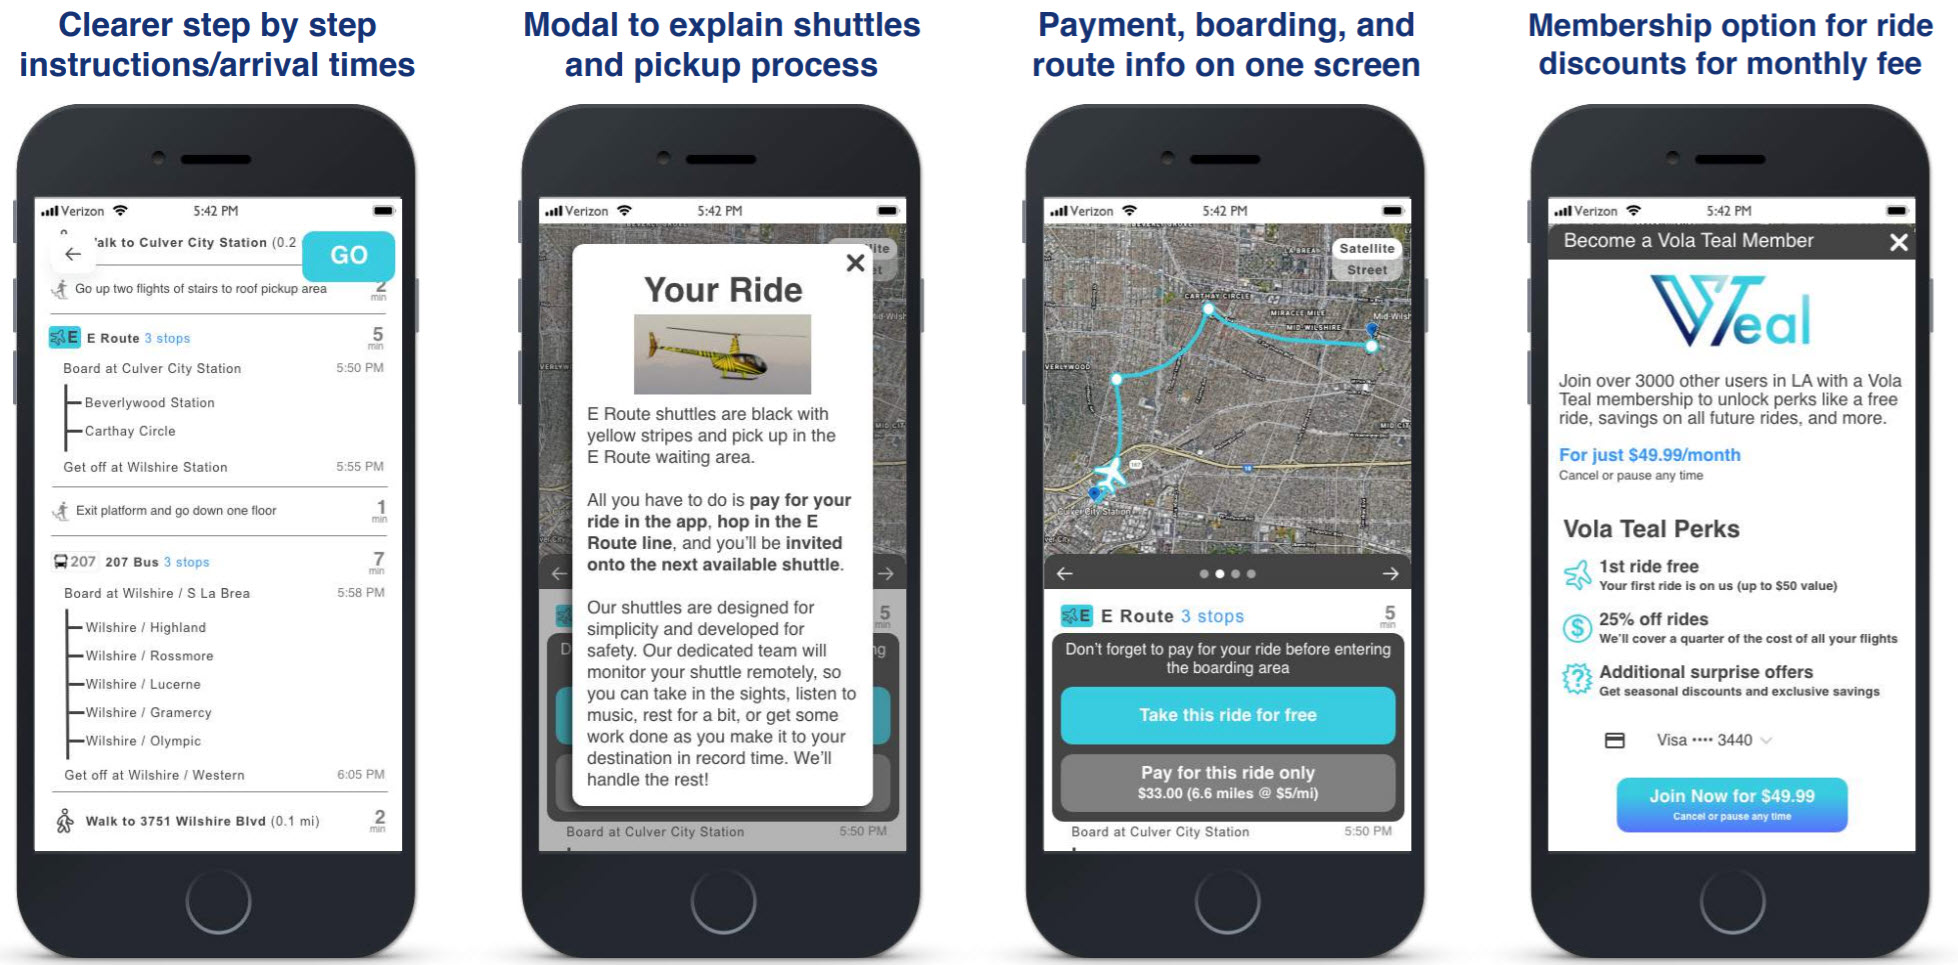 Clearer step by step
instructions/arrival times
Verizon 5:42 PM
alk to Culver City Station (0.2
GO
Go up two flights of stairs to roof pickup area 2 min
E E Route 3 stops 5 min
Board at Culver City Station 5:50 PM
Beverlywood Station
Carthay Circle
Get off at Wilshire Station 5:55 PM
Exit platform and go down one floor 1 min
207 207 Bus 3 stops 7 min
Board at Wilshire / S La Brea 5:58 PM
Wilshire / Highland
Wilshire / Rossmore
Wilshire / Lucerne
Wilshire / Gramercy
Wilshire / Olympic
Get off at Wilshire / Western 6:05 PM
Walk to 3751 Wilshire Blvd (0.1 mi) 2 min
Modal to explain shuttles
and pickup process
Verizon 5:42 PM
Your Ride
E Route shuttles are black with
yellow stripes and pick up in the
E Route waiting area.
All you have to do is pay for your
ride in the app, hop in the E
Route line, and you'll be invited
onto the next available shuttle.
Our shuttles are designed for
simplicity and developed for
safety. Our dedicated team will
monitor your shuttle remotely, so
you can take in the sights, listen to
music, rest for a bit, or get some
work done as you make it to your
destination in record time. We'll
handle the rest!
5 min
Board at Culver City Station 5:50 PM
Payment, boarding, and
route info on one screen
Verizon 5:42 PM
Satellite
Street
LA BREA
CARTHAY CIRCLE
MIRACLE MILE
Mid-Wilsh
MID-WILSHIRE
VERLYWOOD
MID CIT
Culver City Station
E E Route 3 stops 5 min
Don't forget to pay for your ride before entering
the boarding area
Take this ride for free
Pay for this ride only
$33.00 (6.6 miles @ $5/mi)
Board at Culver City Station 5:50 PM
Membership option for ride
discounts for monthly fee
Verizon 5:42 PM
Become a Vola Teal Member
VTeal
Join over 3000 other users in LA with a Vola
Teal membership to unlock perks like a free
ride, savings on all future rides, and more.
For just $49.99/month
Cancel or pause any time
Vola Teal Perks
1st ride free
Your first ride is on us (up to $50 value)
25% off rides
We'll cover a quarter of the cost of all your flights
Additional surprise offers
Get seasonal discounts and exclusive savings
Visa •••• 3440
Join Now for $49.99
Cancel or pause any time